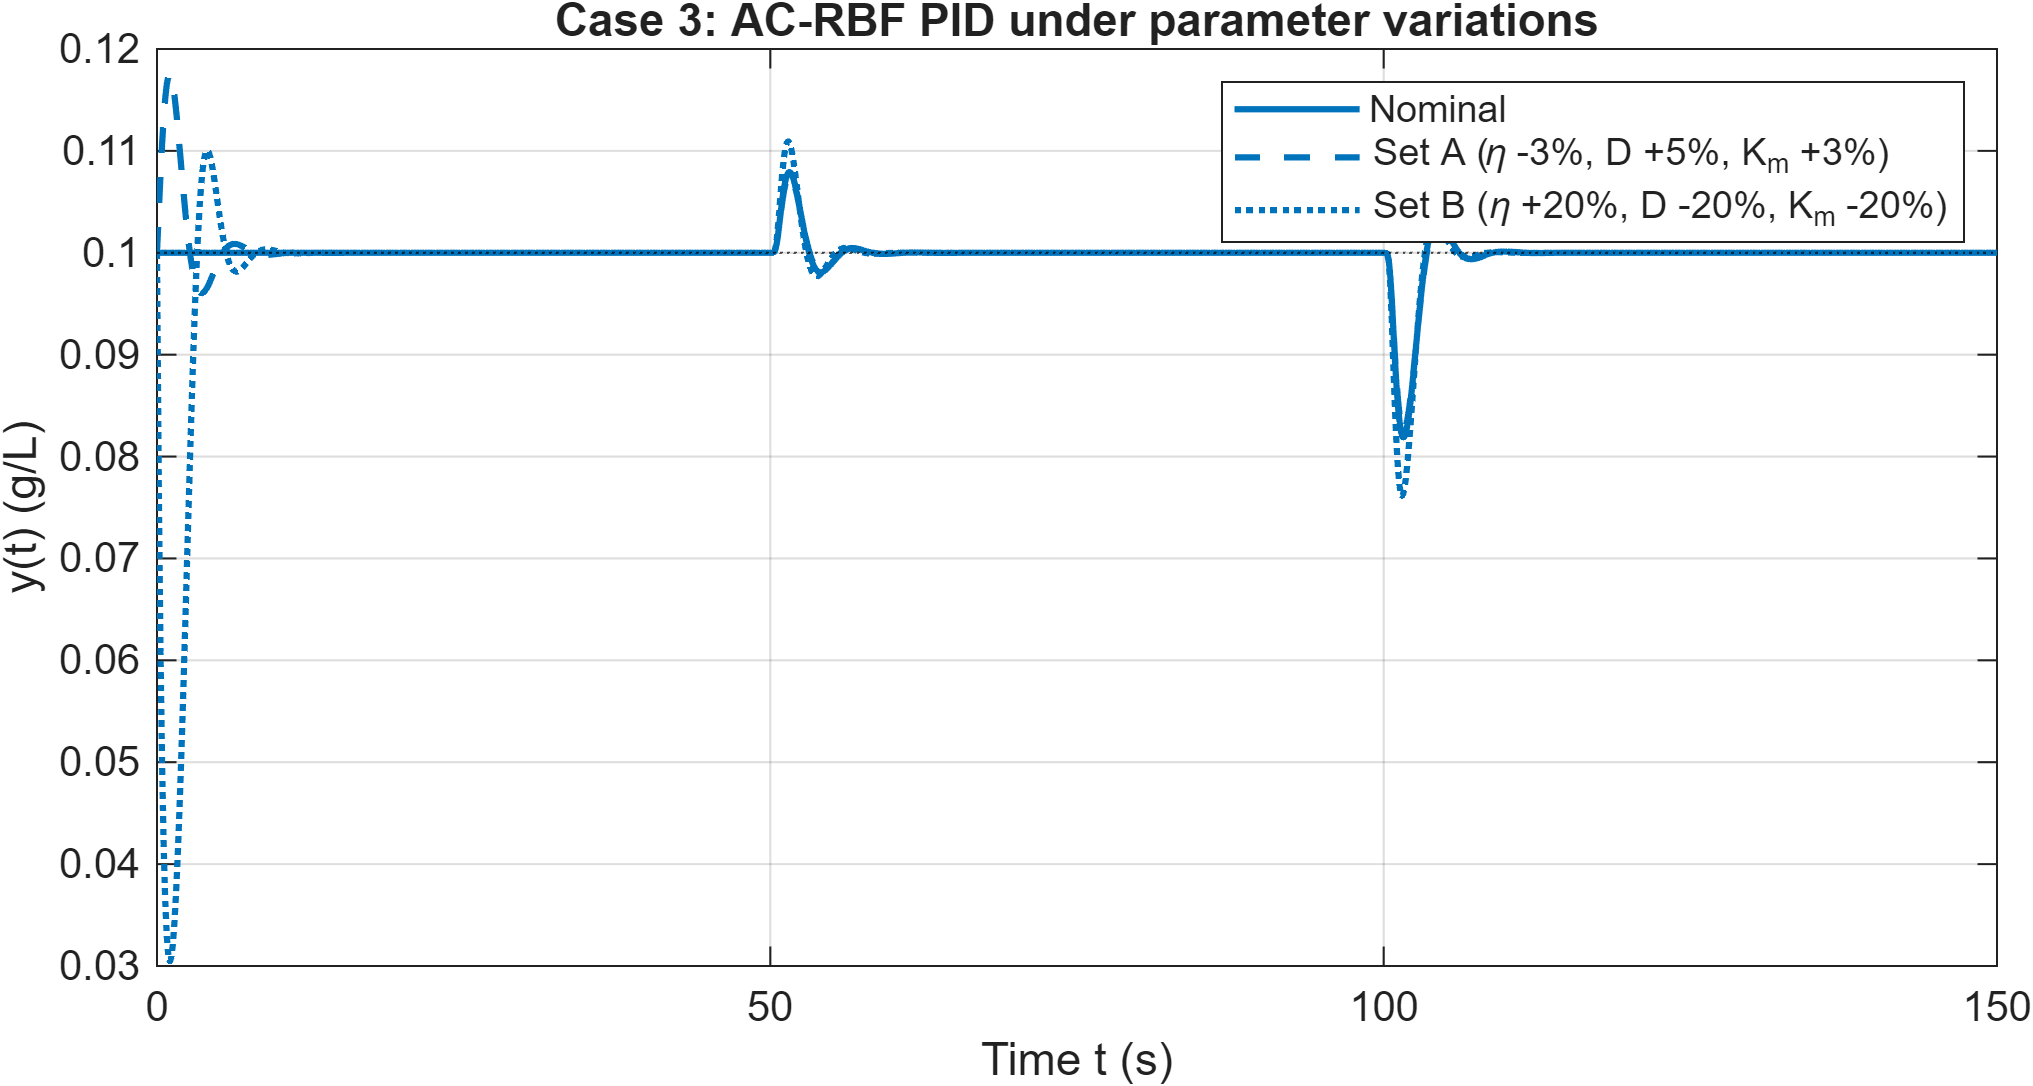 Case 3: AC-RBF PID under parameter variations
0.12
0.11
0.1
0.09
0.08
0.07
0.06
0.05
0.04
0.03
y(t) (g/L)
Nominal
Set A (η -3%, D +5%, Km +3%)
Set B (η +20%, D -20%, Km -20%)
0 50 100 150
Time t (s)